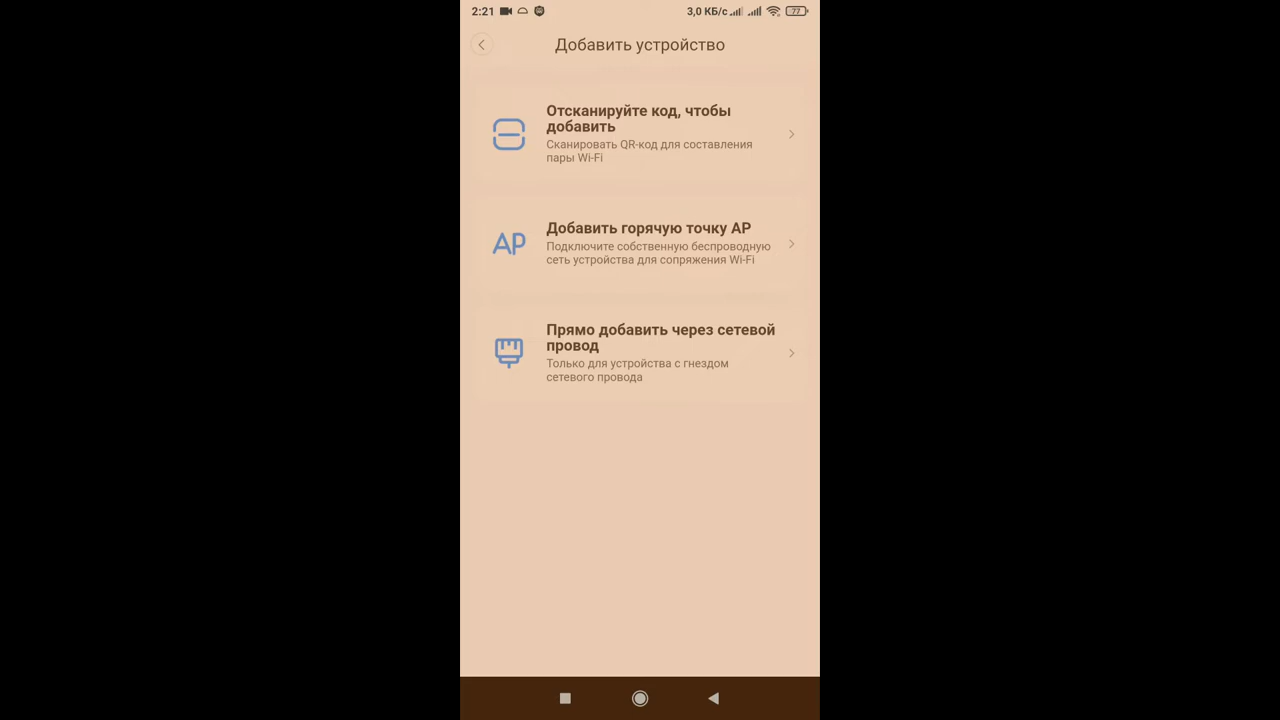 2:21 3,0 КБ/с 77
Добавить устройство
Отсканируйте код, чтобы
добавить
Сканировать QR-код для составления
пары Wi-Fi
AP
Добавить горячую точку AP
Подключите собственную беспроводную
сеть устройства для сопряжения Wi-Fi
Прямо добавить через сетевой
провод
Только для устройства с гнездом
сетевого провода